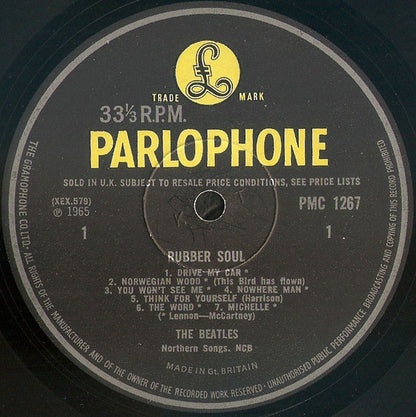 £
TRADE MARK
33⅓ R.P.M.
PARLOPHONE
SOLD IN U.K. SUBJECT TO RESALE PRICE CONDITIONS, SEE PRICE LISTS
(XEX.579)
℗ 1965
PMC 1267
1
1
RUBBER SOUL
1. DRIVE MY CAR *
2. NORWEGIAN WOOD * (This Bird has flown)
3. YOU WON'T SEE ME * 4. NOWHERE MAN *
5. THINK FOR YOURSELF (Harrison)
6. THE WORD * 7. MICHELLE *
(* Lennon—McCartney)
THE BEATLES
Northern Songs. NCB
MADE IN GT. BRITAIN
THE GRAMOPHONE CO. LTD. ALL RIGHTS OF THE MANUFACTURER AND OF THE OWNER OF THE RECORDED WORK RESERVED · UNAUTHORISED PUBLIC PERFORMANCE BROADCASTING AND COPYING OF THIS RECORD PROHIBITED